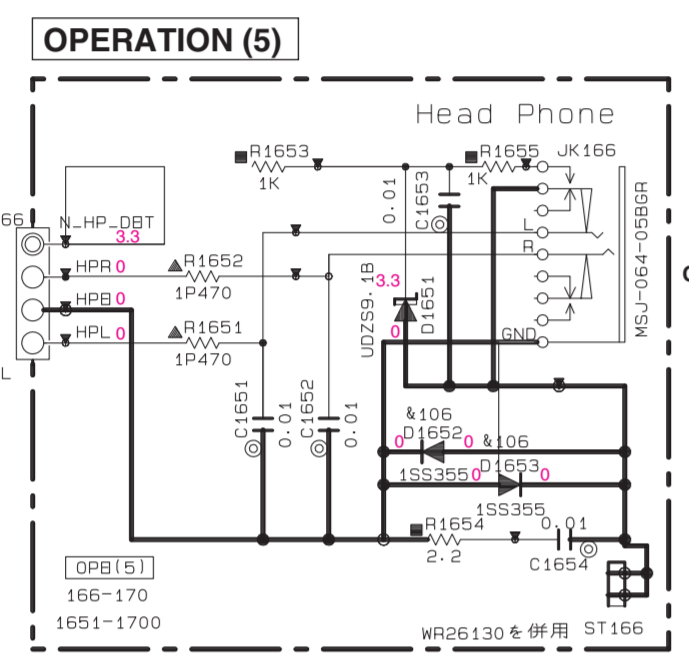 OPERATION (5)
Head Phone
R1653
1K
R1655
1K
JK166
66
N_HP_DBT
3.3
0.01
C1653
L
R
MSJ-064-05BGR
HPR 0
R1652
1P470
UDZS9.1B
3.3
D1651
0
HPB 0
HPL 0
R1651
1P470
GND
L
C1651
0.01
C1652
0.01
&106
0 D1652 0 &106
1SS355 0 D1653 0
1SS355
R1654
2.2
0.01
C1654
OPB(5)
166-170
1651-1700
WR26130を併用
ST166